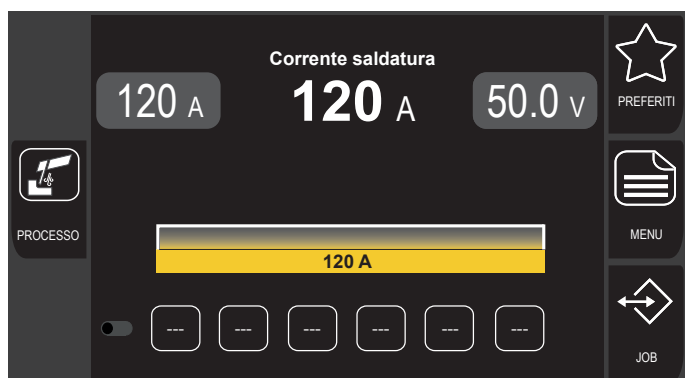 Corrente saldatura
120 A
120 A
50.0 V
PREFERITI
PROCESSO
MENU
120 A
---
---
---
---
---
---
JOB